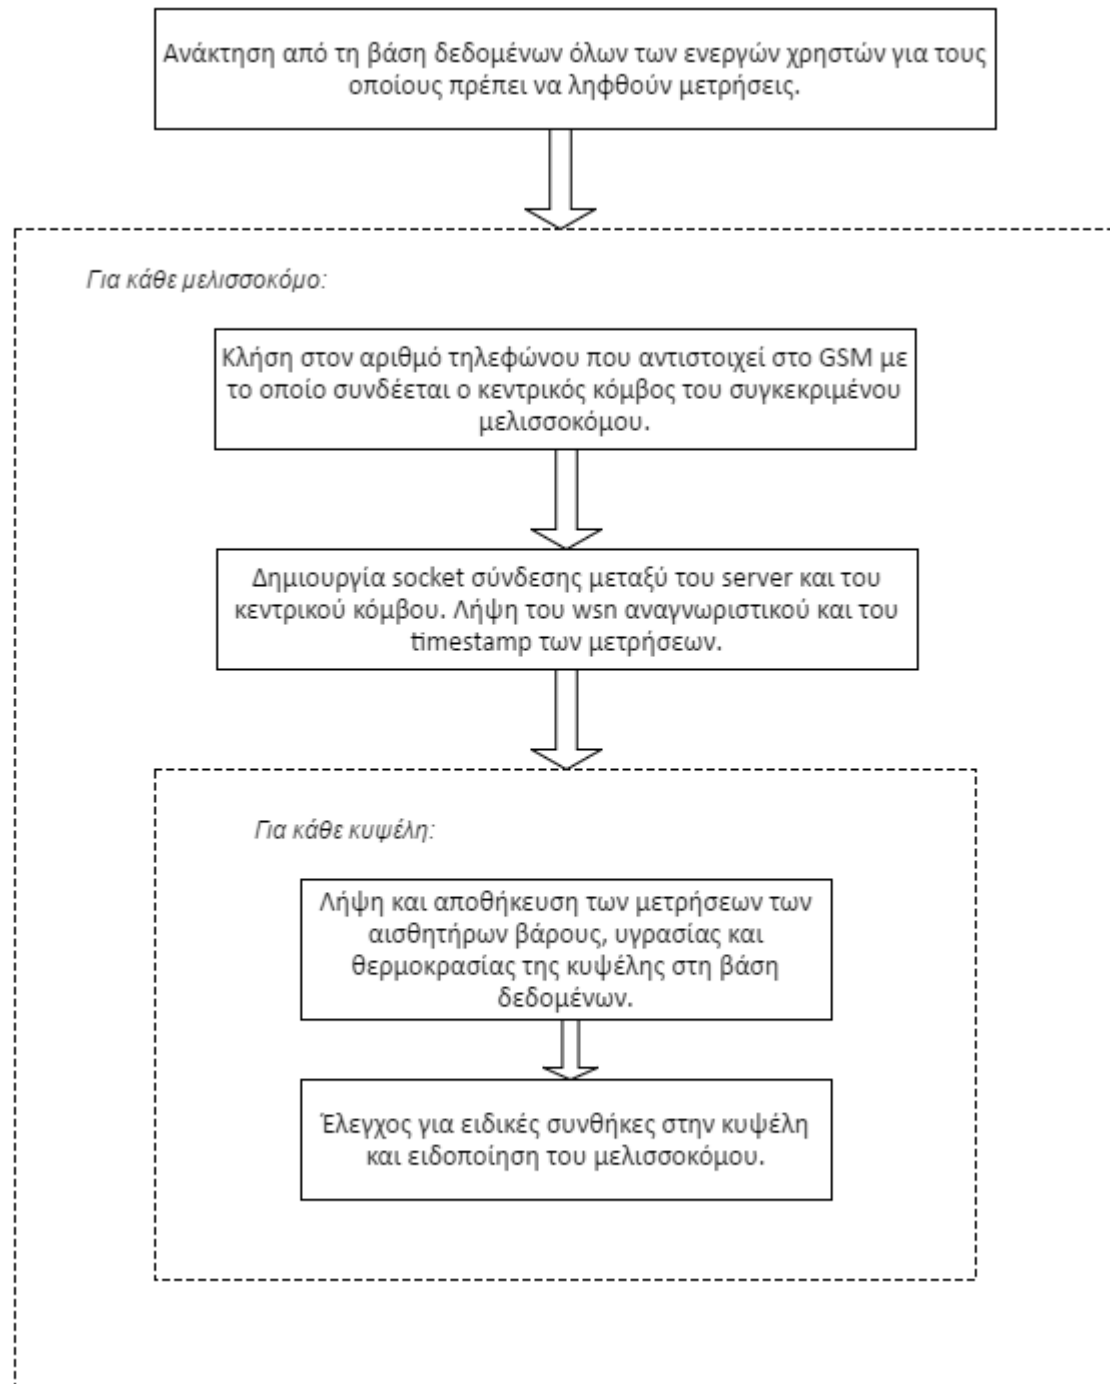 Ανάκτηση από τη βάση δεδομένων όλων των ενεργών χρηστών για τους
οποίους πρέπει να ληφθούν μετρήσεις.
Για κάθε μελισσοκόμο:
Κλήση στον αριθμό τηλεφώνου που αντιστοιχεί στο GSM με
το οποίο συνδέεται ο κεντρικός κόμβος του συγκεκριμένου
μελισσοκόμου.
Δημιουργία socket σύνδεσης μεταξύ του server και του
κεντρικού κόμβου. Λήψη του wsn αναγνωριστικού και του
timestamp των μετρήσεων.
Για κάθε κυψέλη:
Λήψη και αποθήκευση των μετρήσεων των
αισθητήρων βάρους, υγρασίας και
θερμοκρασίας της κυψέλης στη βάση
δεδομένων.
Έλεγχος για ειδικές συνθήκες στην κυψέλη
και ειδοποίηση του μελισσοκόμου.